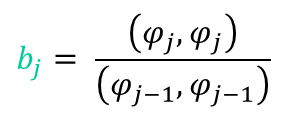 b_j = (φ_j, φ_j) / (φ_{j−1}, φ_{j−1})